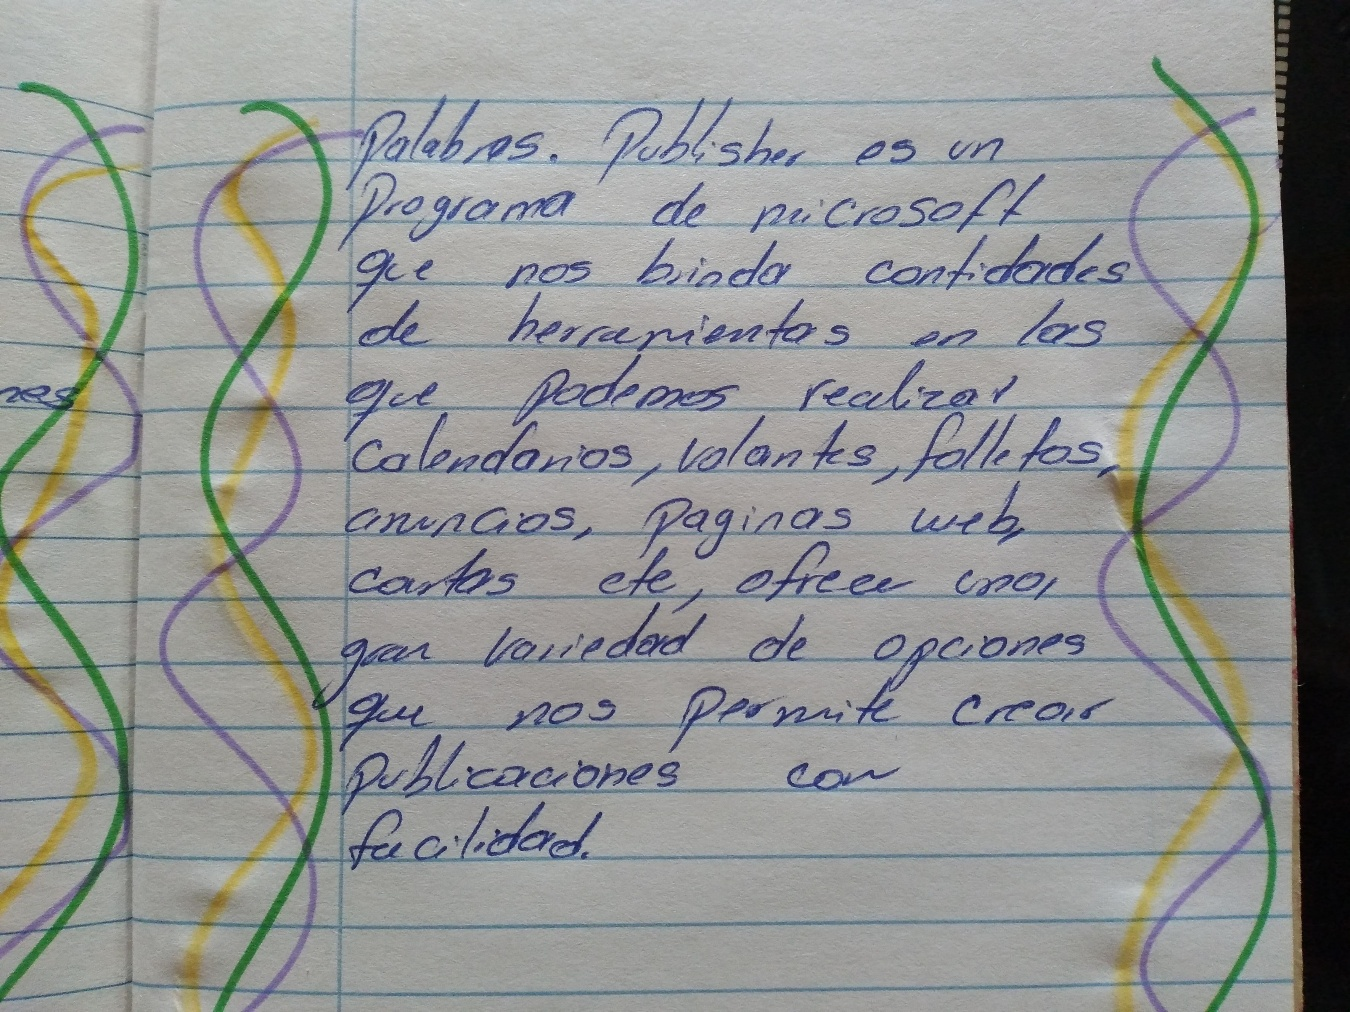 Palabras. Publisher es un
Programa de microsoft
que nos brinda cantidades
de herramientas en las
que podemos realizar
Calendarios, volantes, folletos,
anuncios, paginas web,
cartas etc, ofrece una,
gran variedad de opciones
que nos permite crear
publicaciones con
facilidad.